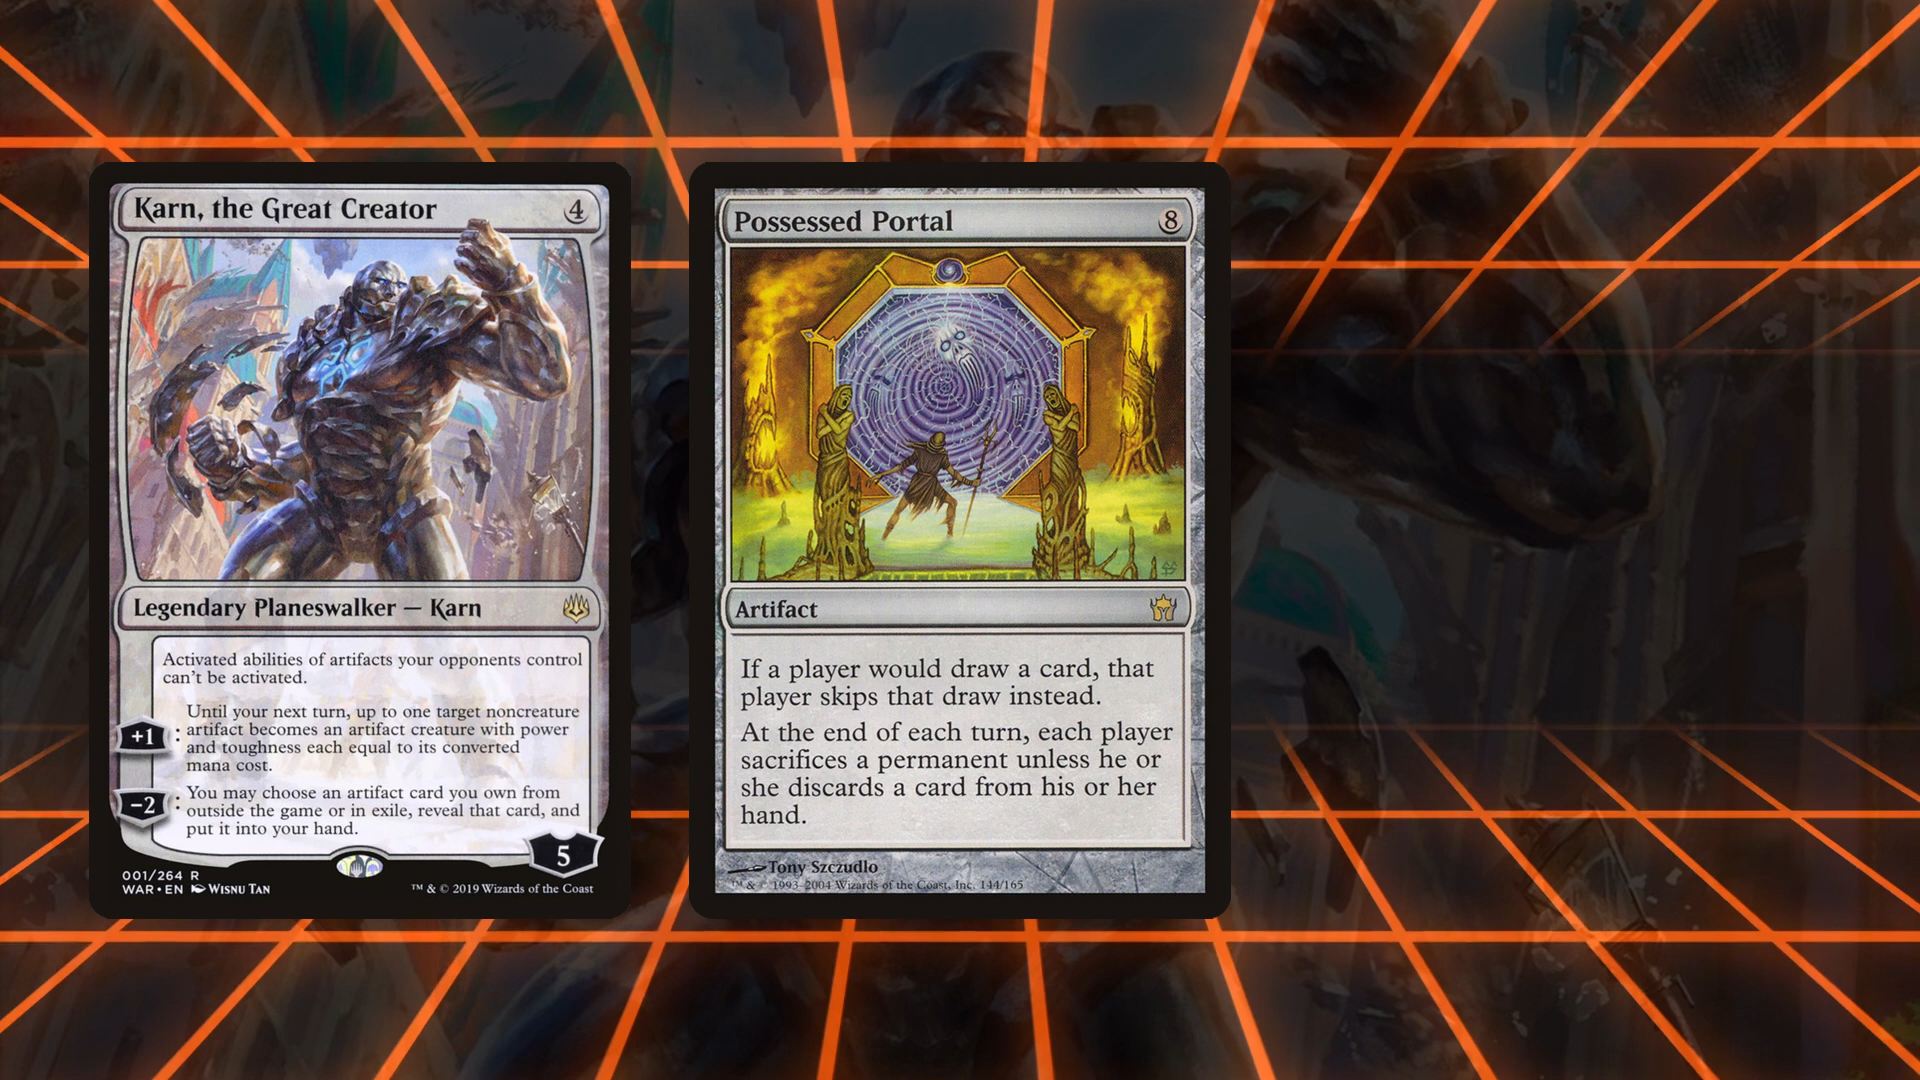 Karn, the Great Creator
4
Legendary Planeswalker — Karn
Activated abilities of artifacts your opponents control
can't be activated.
+1
: Until your next turn, up to one target noncreature
artifact becomes an artifact creature with power
and toughness each equal to its converted
mana cost.
−2
: You may choose an artifact card you own from
outside the game or in exile, reveal that card, and
put it into your hand.
5
001/264 R
WAR • EN Wisnu Tan
™ & © 2019 Wizards of the Coast
Possessed Portal
8
Artifact
If a player would draw a card, that
player skips that draw instead.
At the end of each turn, each player
sacrifices a permanent unless he or
she discards a card from his or her
hand.
Tony Szczudlo
™ & © 1993–2004 Wizards of the Coast, Inc. 144/165